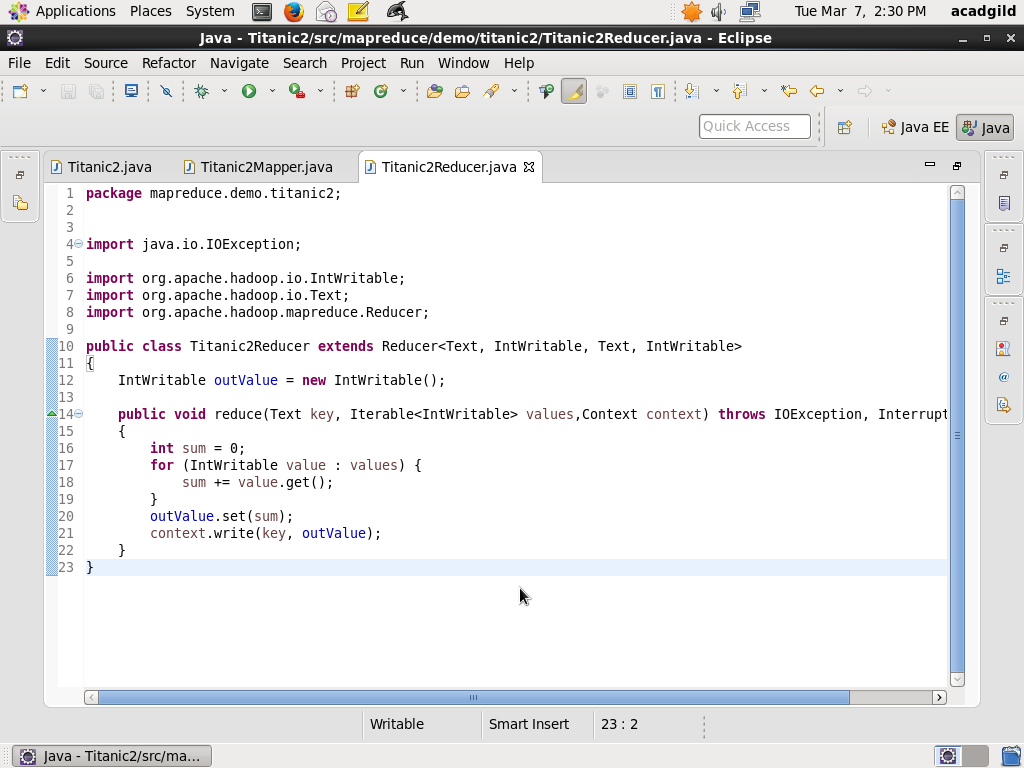 Applications Places System Tue Mar 7, 2:30 PM acadgild
Java - Titanic2/src/mapreduce/demo/titanic2/Titanic2Reducer.java - Eclipse
File Edit Source Refactor Navigate Search Project Run Window Help
Quick Access Java EE Java
Titanic2.java Titanic2Mapper.java Titanic2Reducer.java
1 package mapreduce.demo.titanic2;
2
3
4 import java.io.IOException;
5
6 import org.apache.hadoop.io.IntWritable;
7 import org.apache.hadoop.io.Text;
8 import org.apache.hadoop.mapreduce.Reducer;
9
10 public class Titanic2Reducer extends Reducer<Text, IntWritable, Text, IntWritable>
11 {
12     IntWritable outValue = new IntWritable();
13
14     public void reduce(Text key, Iterable<IntWritable> values,Context context) throws IOException, Interrupt
15     {
16         int sum = 0;
17         for (IntWritable value : values) {
18             sum += value.get();
19         }
20         outValue.set(sum);
21         context.write(key, outValue);
22     }
23 }
Writable Smart Insert 23 : 2
Java - Titanic2/src/ma...